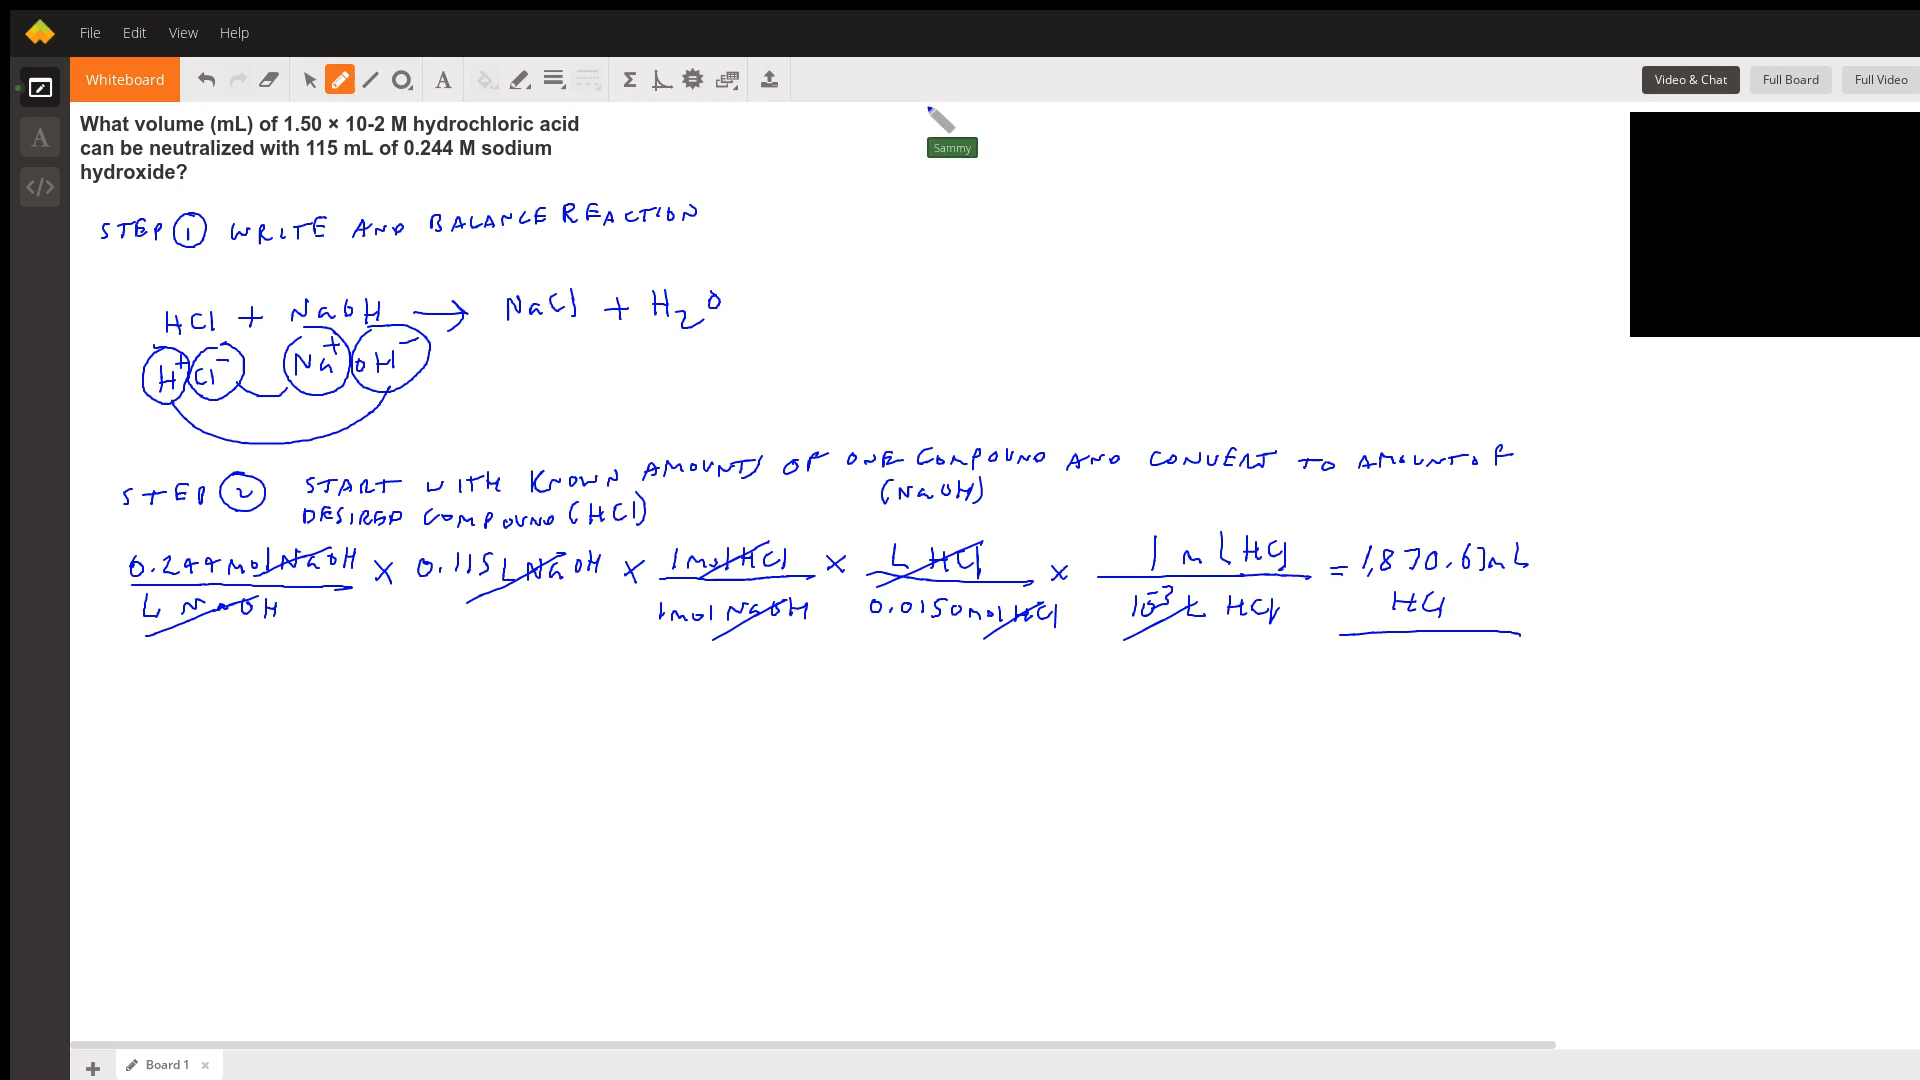 File Edit View Help
Whiteboard A Σ Video & Chat Full Board Full Video
What volume (mL) of 1.50 × 10-2 M hydrochloric acid
can be neutralized with 115 mL of 0.244 M sodium
hydroxide?
Sammy
A
</>
STEP 1 WRITE AND BALANCE REACTION
HCl + NaOH → NaCl + H2O
H+ Cl- Na+ OH-
STEP 2 START WITH KNOWN AMOUNTS OF ONE COMPOUND AND CONVERT TO AMOUNT OF
(NaOH)
DESIRED COMPOUND (HCl)
0.244 mol NaOH × 0.115 L NaOH × 1 mol HCl × L HCl × 1 mL HCl = 1,870.67 mL
L NaOH 1 mol NaOH 0.0150 mol HCl 10-3 L HCl HCl
Board 1 ×